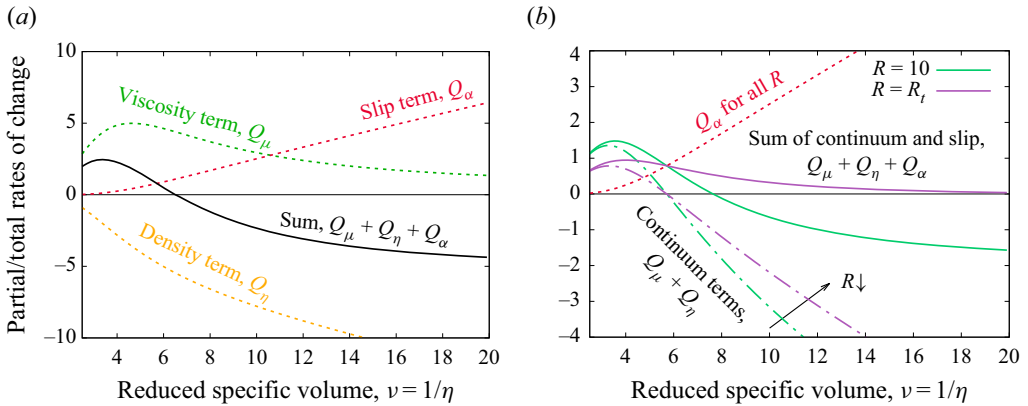 (a)
Partial/total rates of change
10
5
0
−5
−10
4
6
8
10
12
14
16
18
20
Viscosity term, Qμ
Slip term, Qα
Sum, Qμ + Qη + Qα
Density term, Qη
Reduced specific volume, ν = 1/η
(b)
4
3
2
1
0
−1
−2
−3
−4
4
6
8
10
12
14
16
18
20
Qα for all R
R = 10
R = Rt
Sum of continuum and slip,
Qμ + Qη + Qα
Continuum terms,
Qμ + Qη
R↓
Reduced specific volume, ν = 1/η